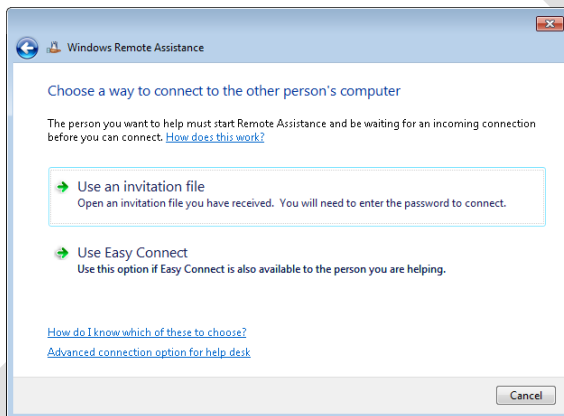 Windows Remote Assistance
Choose a way to connect to the other person's computer
The person you want to help must start Remote Assistance and be waiting for an incoming connection
before you can connect. How does this work?
Use an invitation file
Open an invitation file you have received. You will need to enter the password to connect.
Use Easy Connect
Use this option if Easy Connect is also available to the person you are helping.
How do I know which of these to choose?
Advanced connection option for help desk
Cancel